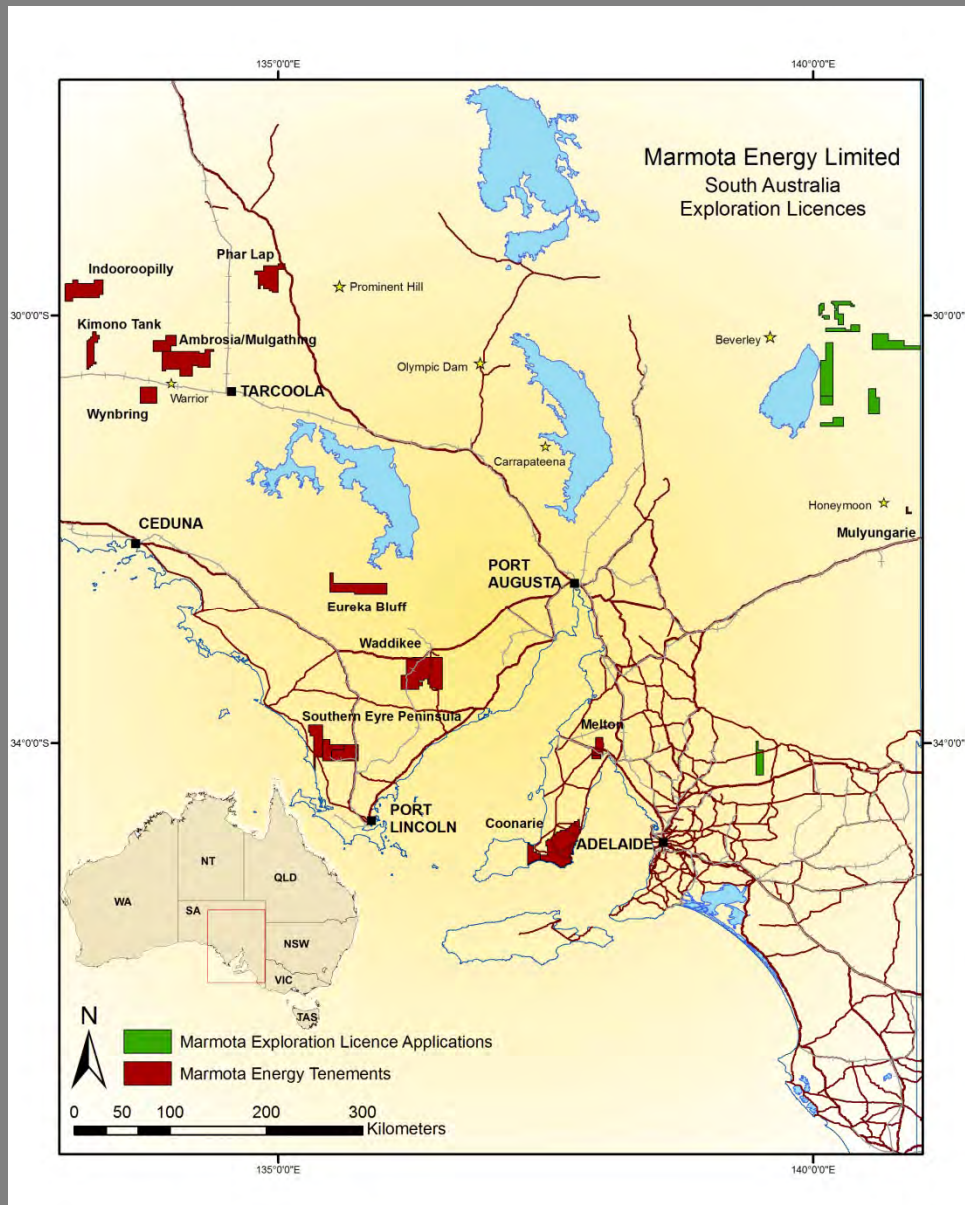 135°0'0"E
140°0'0"E
Marmota Energy Limited
South Australia
Exploration Licences
Phar Lap
Indooroopilly
Prominent Hill
30°0'0"S
30°0'0"S
Kimono Tank
Ambrosia/Mulgathing
Beverley
Olympic Dam
Warrior
TARCOOLA
Wynbring
Carrapateena
Honeymoon
Mulyungarie
CEDUNA
PORT
AUGUSTA
Eureka Bluff
Waddikee
Southern Eyre Peninsula
Melton
34°0'0"S
34°0'0"S
PORT
LINCOLN
Coonarie
ADELAIDE
NT
QLD
WA
SA
NSW
VIC
TAS
N
Marmota Exploration Licence Applications
Marmota Energy Tenements
0 50 100 200 300
Kilometers
135°0'0"E
140°0'0"E